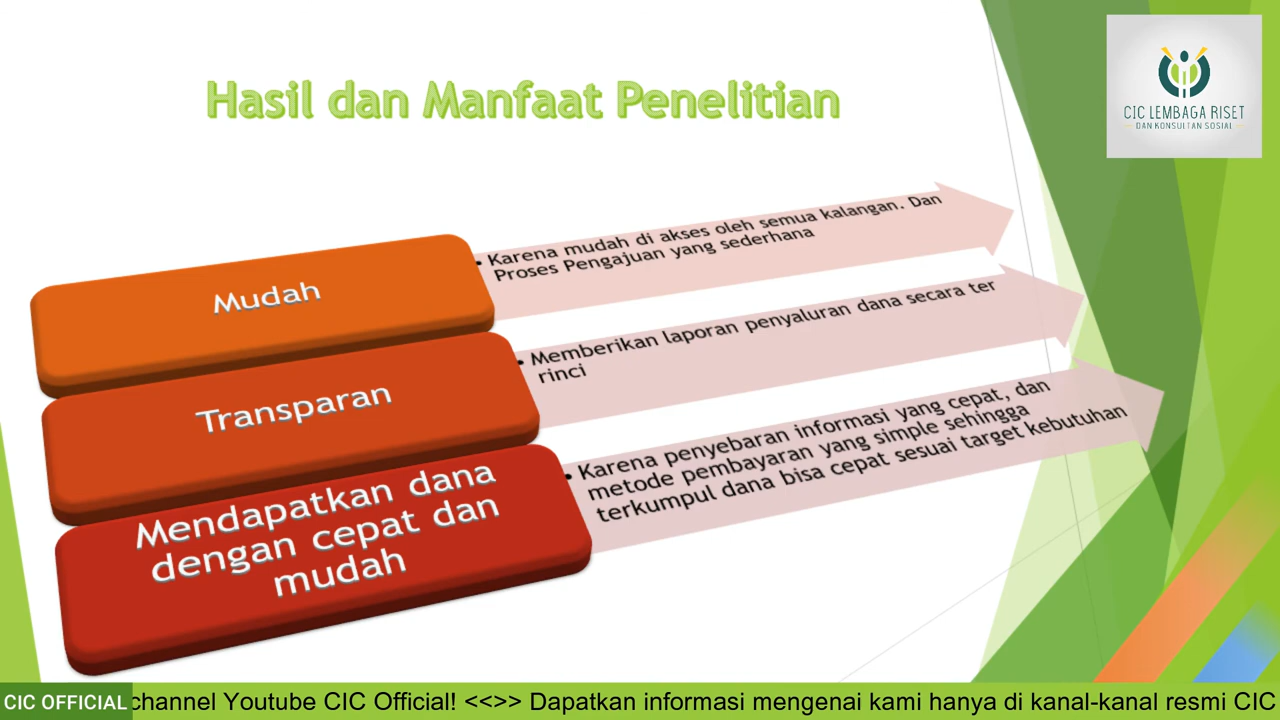 Hasil dan Manfaat Penelitian
CIC LEMBAGA RISET
DAN KONSULTAN SOSIAL
Mudah
• Karena mudah di akses oleh semua kalangan. Dan
Proses Pengajuan yang sederhana
Transparan
• Memberikan laporan penyaluran dana secara ter
rinci
Mendapatkan dana
dengan cepat dan
mudah
• Karena penyebaran informasi yang cepat, dan
metode pembayaran yang simple sehingga
terkumpul dana bisa cepat sesuai target kebutuhan
CIC OFFICIAL channel Youtube CIC Official! <<>> Dapatkan informasi mengenai kami hanya di kanal-kanal resmi CIC